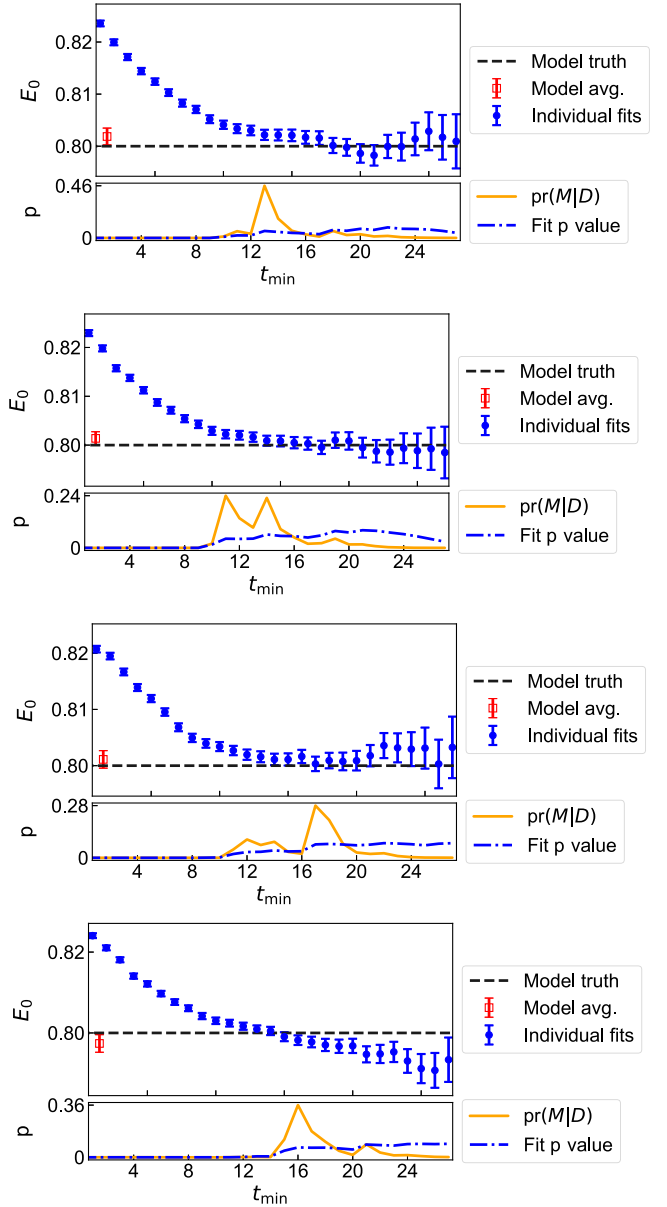 0.82
0.81
0.80
E0
Model truth
Model avg.
Individual fits
0.46
0
p
pr(M|D)
Fit p value
4 8 12 16 20 24
tmin
0.82
0.81
0.80
E0
Model truth
Model avg.
Individual fits
0.24
0
p
pr(M|D)
Fit p value
4 8 12 16 20 24
tmin
0.82
0.81
0.80
E0
Model truth
Model avg.
Individual fits
0.28
0
p
pr(M|D)
Fit p value
4 8 12 16 20 24
tmin
0.82
0.80
E0
Model truth
Model avg.
Individual fits
0.36
0
p
pr(M|D)
Fit p value
4 8 12 16 20 24
tmin